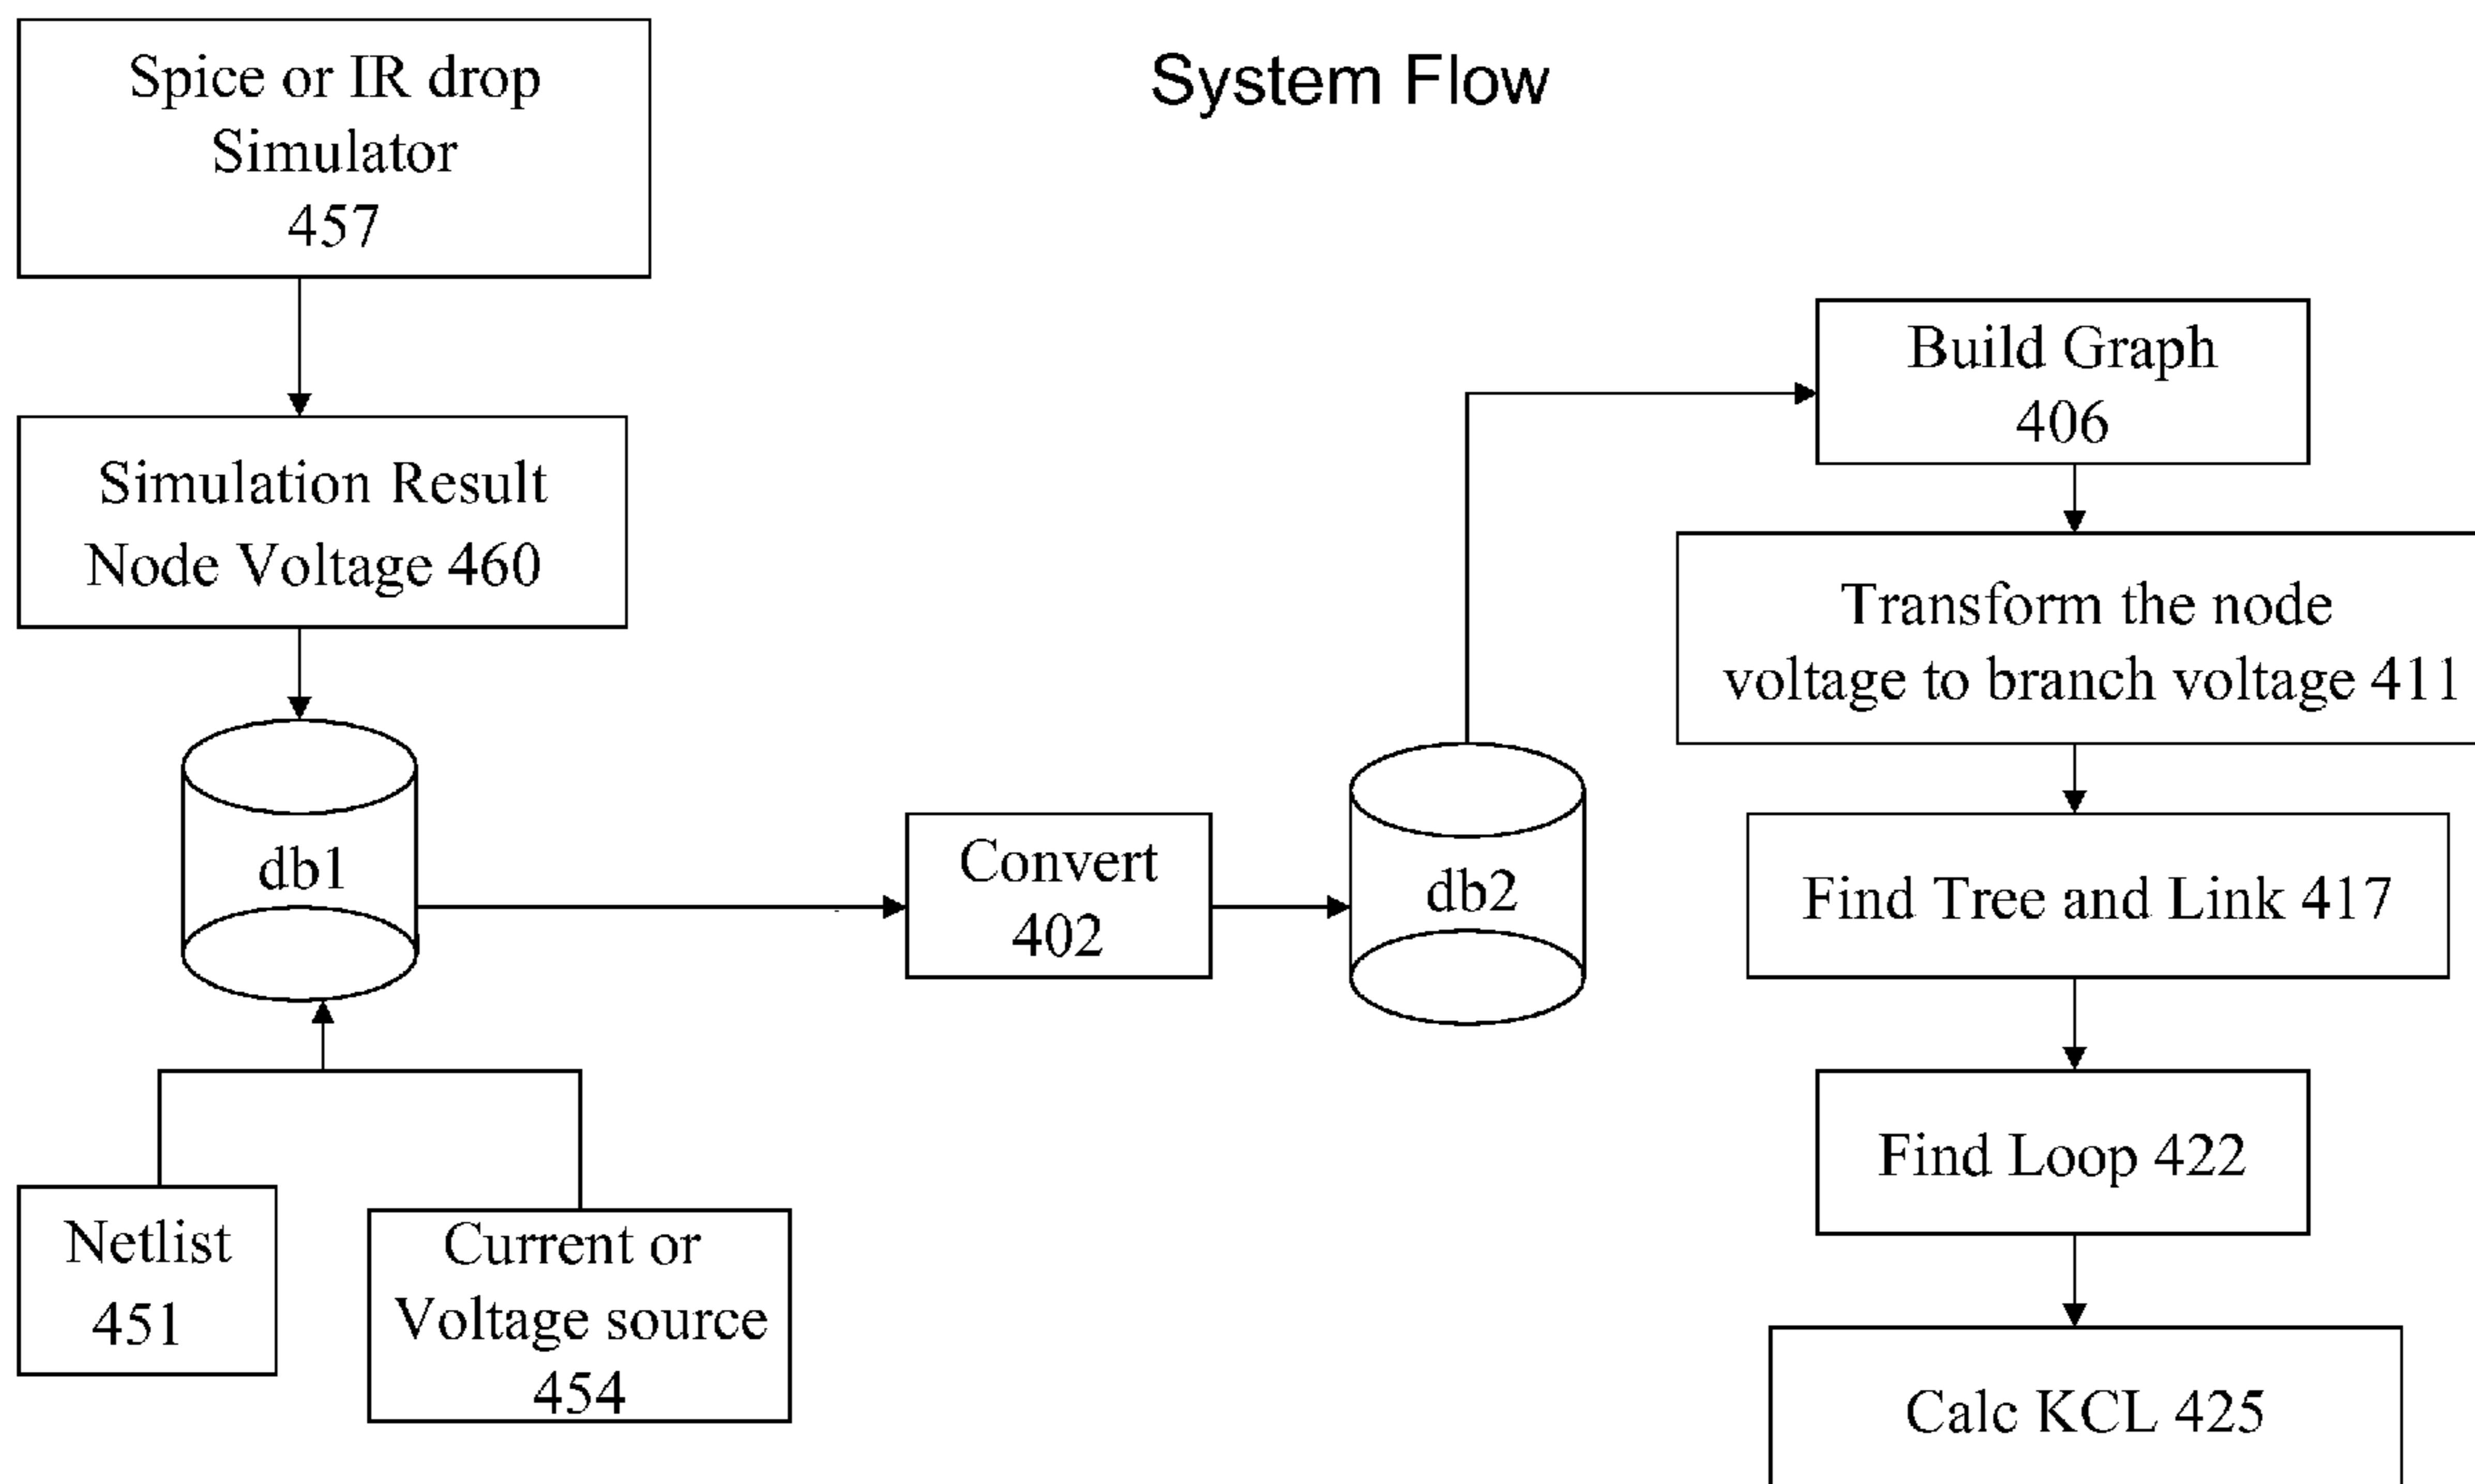 System Flow
Spice or IR drop
Simulator
457
Simulation Result
Node Voltage 460
db1
Netlist
451
Current or
Voltage source
454
Convert
402
db2
Build Graph
406
Transform the node
voltage to branch voltage 411
Find Tree and Link 417
Find Loop 422
Calc KCL 425